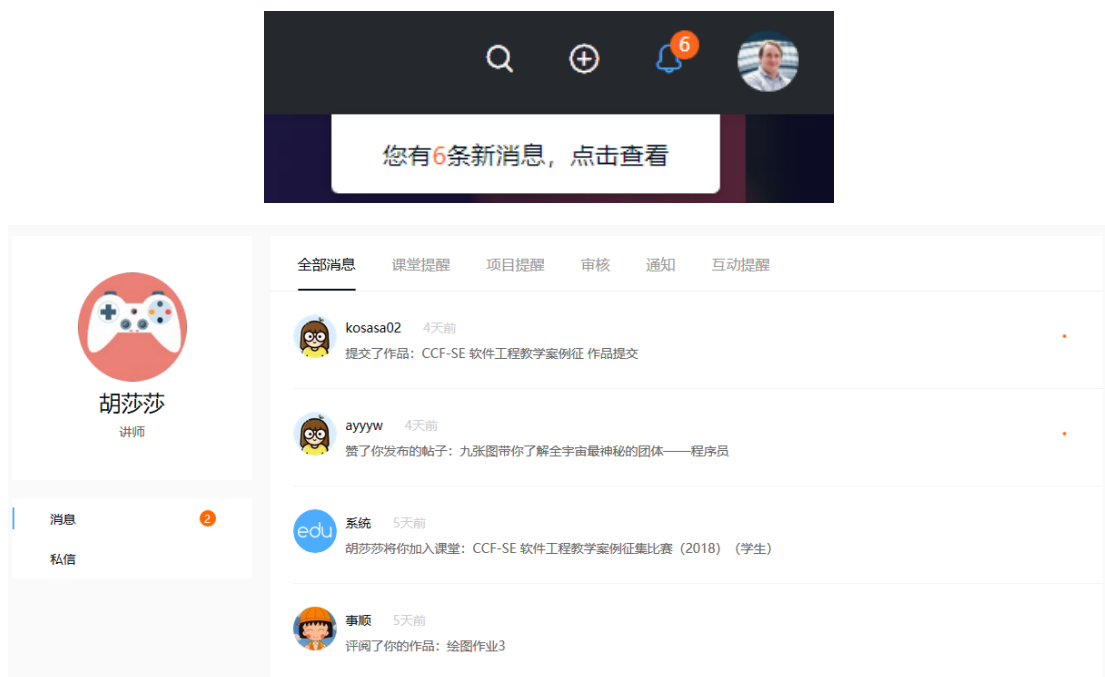 6
您有6条新消息，点击查看
胡莎莎
讲师
消息 2
私信
全部消息 课堂提醒 项目提醒 审核 通知 互动提醒
kosasa02 4天前
提交了作品：CCF-SE 软件工程教学案例征 作品提交
ayyyw 4天前
赞了你发布的帖子：九张图带你了解全宇宙最神秘的团体——程序员
edu
系统 5天前
胡莎莎将你加入课堂：CCF-SE 软件工程教学案例征集比赛（2018）（学生）
事顺 5天前
评阅了你的作品：绘图作业3